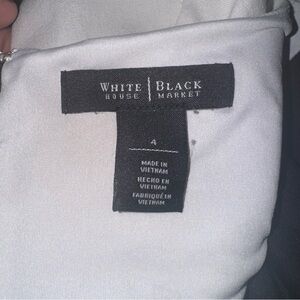 WHITE | BLACK
HOUSE MARKET
4
MADE IN
VIETNAM
HECHO EN
VIETNAM
FABRIQUÉ EN
VIETNAM